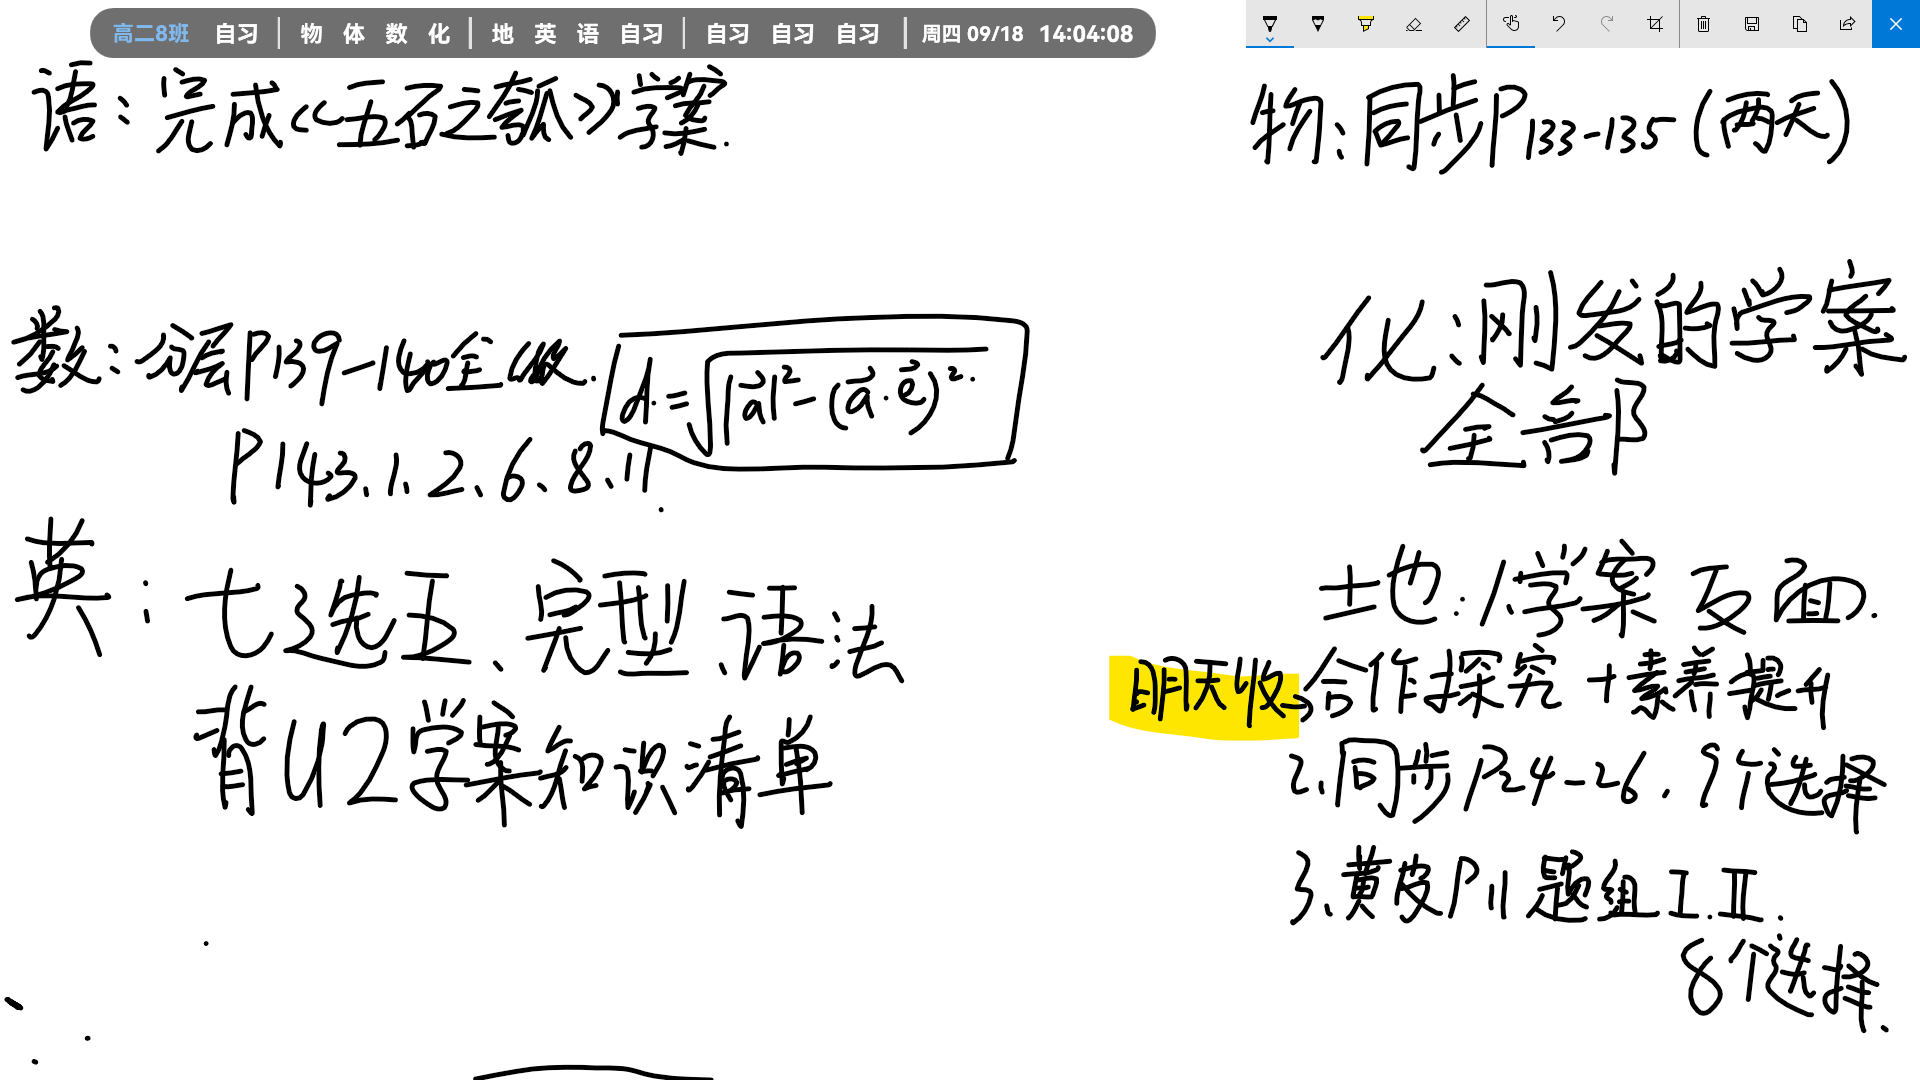 高二8班 自习 | 物 体 数 化 | 地 英 语 自习 | 自习 自习 自习 | 周四 09/18 14:04:08
语：完成《五石之瓠》学案.
数：分层P139-140全做.
d=√|a⃗|²-(a⃗·e⃗)².
P143、1、2、6、8、11.
英：七选五、完型、语法
背U2学案知识清单
物：同步P133-135(两天)
化：刚发的学案
全部
地：1.学案反面.
明天收→合作探究+素养提升
2、同步P24-26.9个选择
3、黄皮P11题组Ⅰ.Ⅱ.
8个选择.